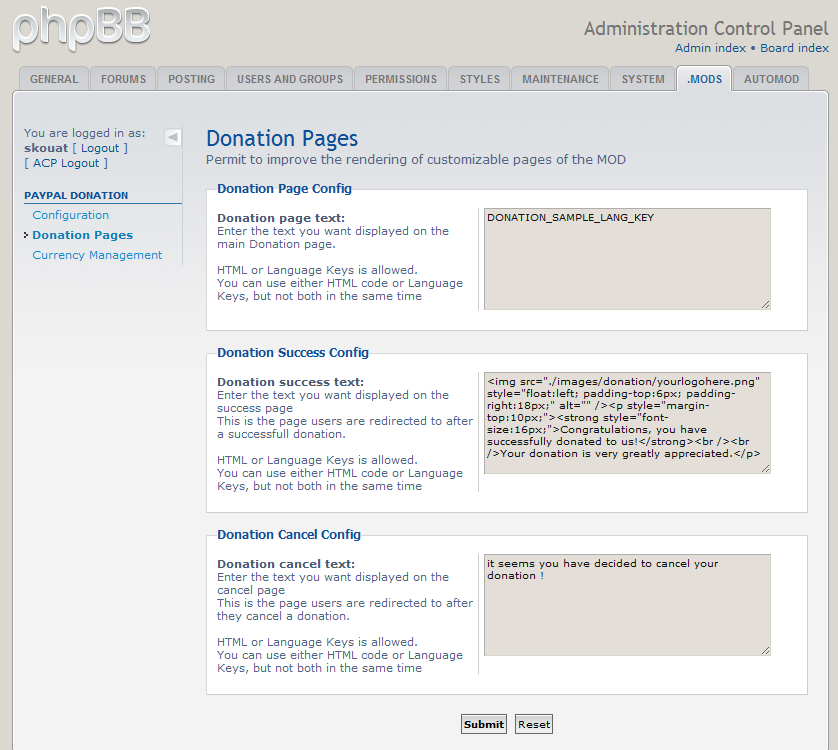 phpBB
Administration Control Panel
Admin index • Board index
GENERAL
FORUMS
POSTING
USERS AND GROUPS
PERMISSIONS
STYLES
MAINTENANCE
SYSTEM
.MODS
AUTOMOD
You are logged in as:
skouat [ Logout ]
[ ACP Logout ]
PAYPAL DONATION
Configuration
Donation Pages
Currency Management
Donation Pages
Permit to improve the rendering of customizable pages of the MOD
Donation Page Config
Donation page text:
Enter the text you want displayed on the
main Donation page.
HTML or Language Keys is allowed.
You can use either HTML code or Language
Keys, but not both in the same time
DONATION_SAMPLE_LANG_KEY
Donation Success Config
Donation success text:
Enter the text you want displayed on the
success page
This is the page users are redirected to after
a successfull donation.
HTML or Language Keys is allowed.
You can use either HTML code or Language
Keys, but not both in the same time
<img src="./images/donation/yourlogohere.png"
style="float:left; padding-top:6px; padding-
right:18px;" alt="" /><p style="margin-
top:10px;"><strong style="font-
size:16px;">Congratulations, you have
successfully donated to us!</strong><br /><br
/>Your donation is very greatly appreciated.</p>
Donation Cancel Config
Donation cancel text:
Enter the text you want displayed on the
cancel page
This is the page users are redirected to after
they cancel a donation.
HTML or Language Keys is allowed.
You can use either HTML code or Language
Keys, but not both in the same time
it seems you have decided to cancel your
donation !
Submit
Reset